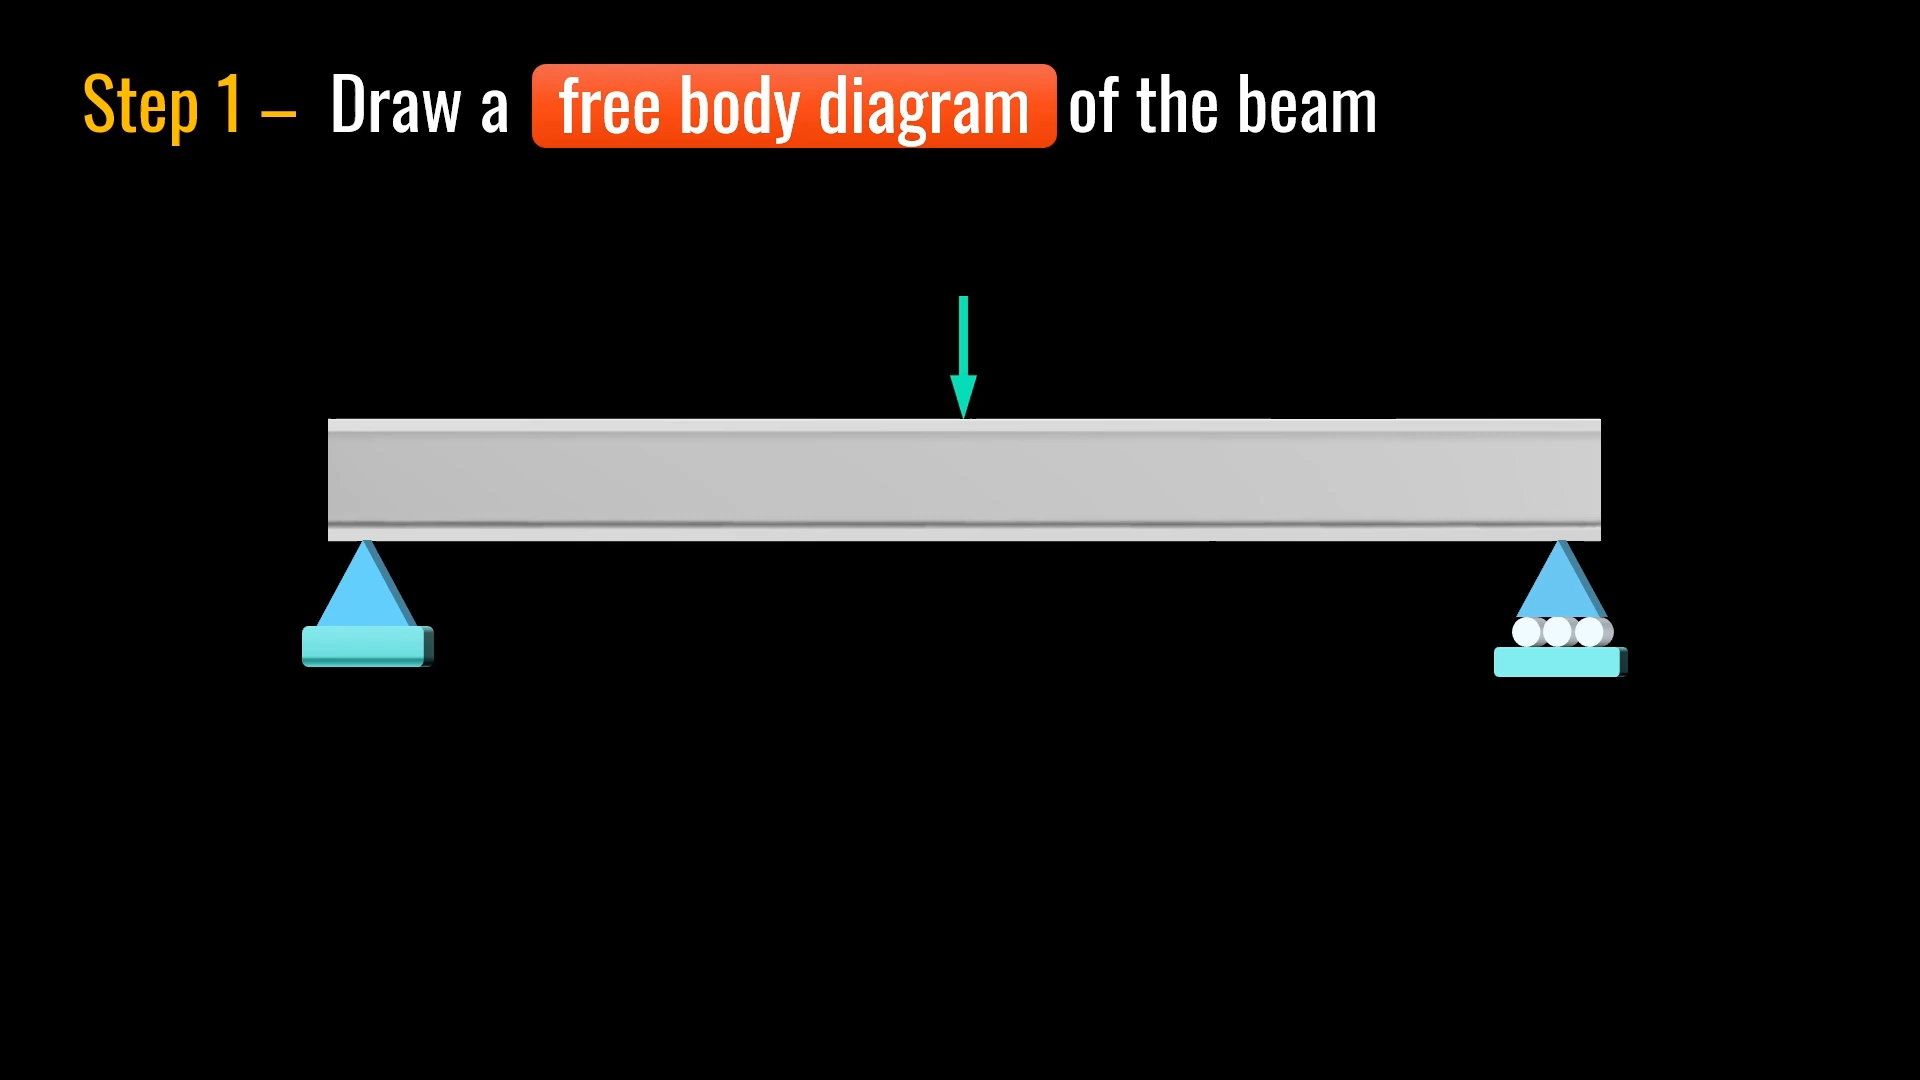 Step 1 – Draw a free body diagram of the beam